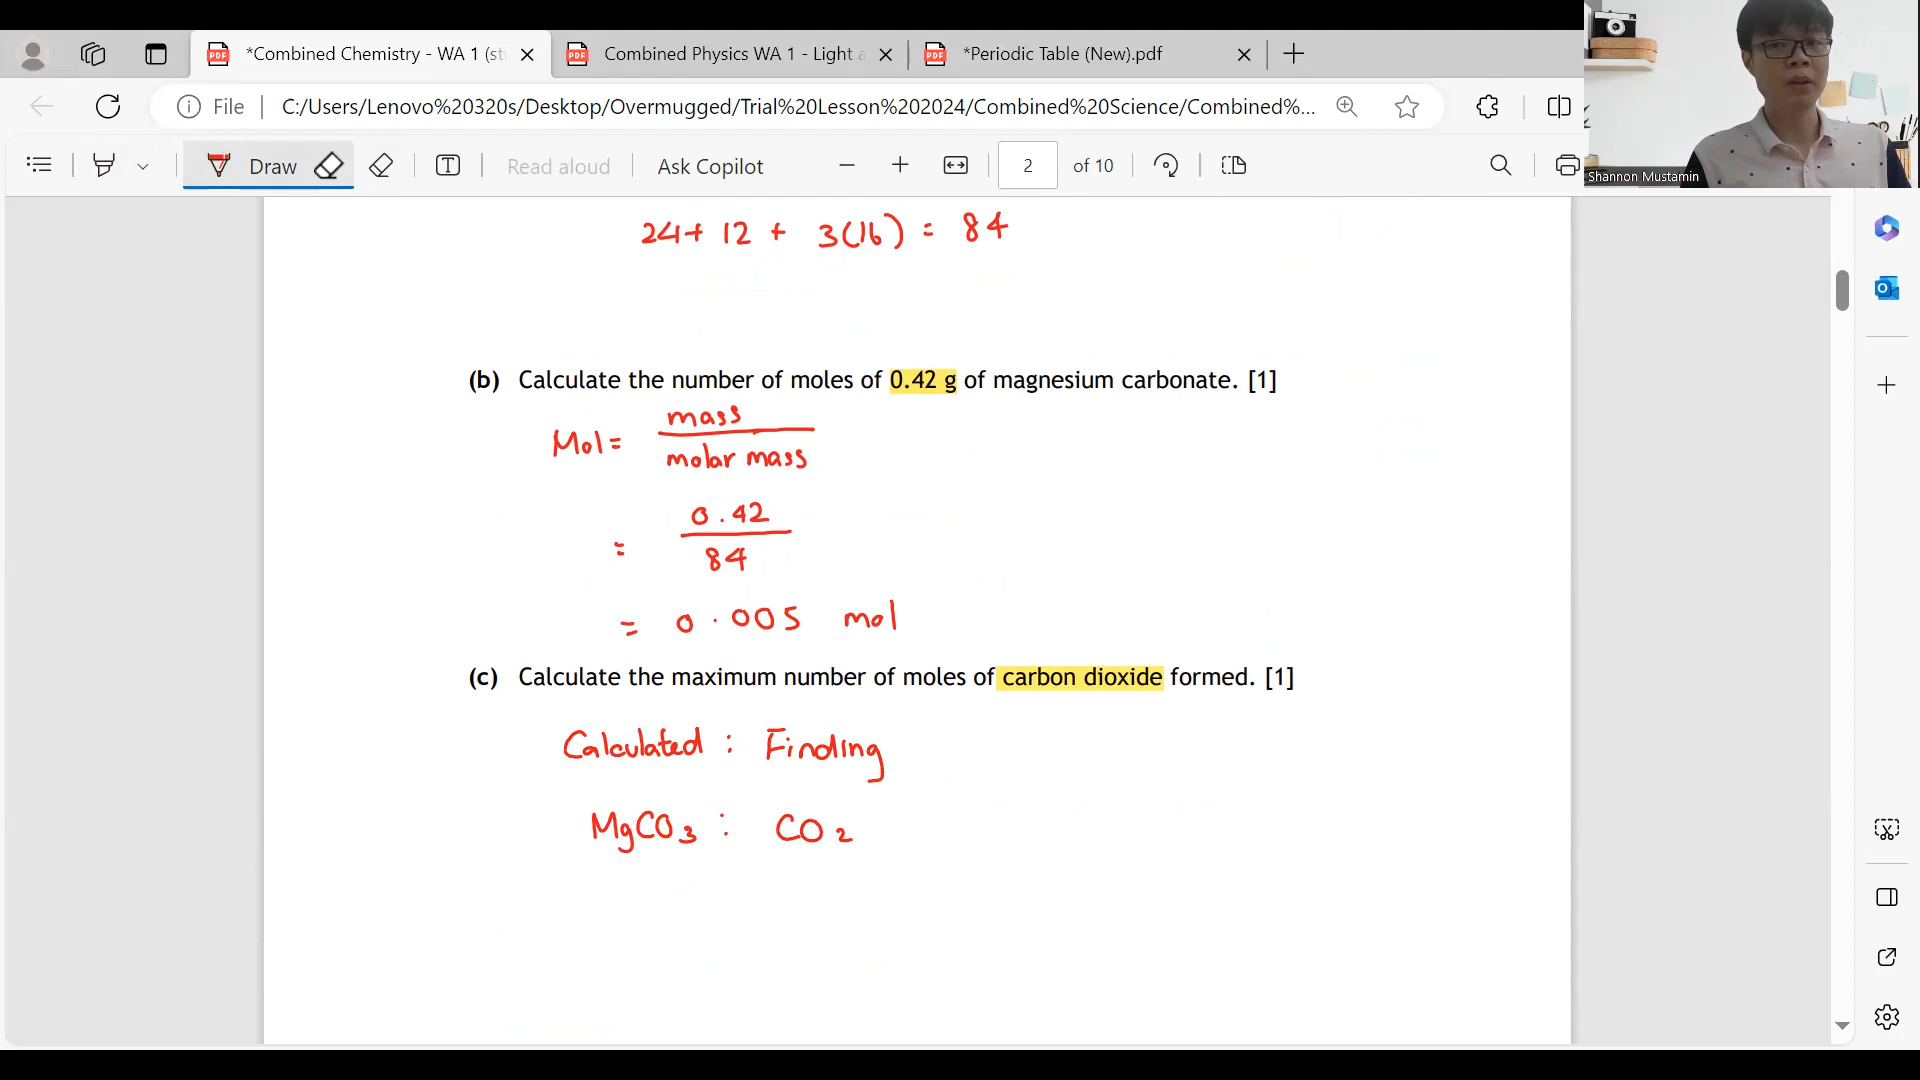 *Combined Chemistry - WA 1 (st
Combined Physics WA 1 - Light a
*Periodic Table (New).pdf
File
C:/Users/Lenovo%20320s/Desktop/Overmugged/Trial%20Lesson%202024/Combined%20Science/Combined%...
Draw
Read aloud
Ask Copilot
2 of 10
Shannon Mustamin
24 + 12 + 3(16) = 84
(b) Calculate the number of moles of 0.42 g of magnesium carbonate. [1]
mass
Mol =
molar mass
0.42
=
84
= 0.005 mol
(c) Calculate the maximum number of moles of carbon dioxide formed. [1]
Calculated : Finding
MgCO3 : CO2